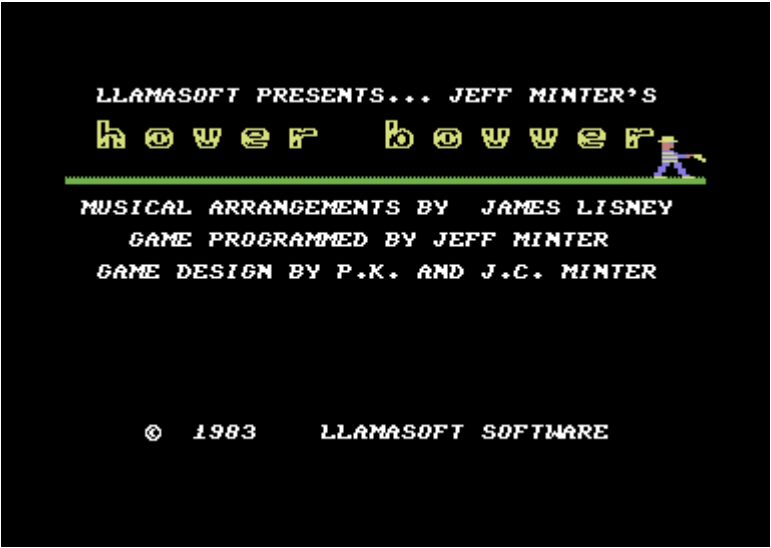 LLAMASOFT PRESENTS... JEFF MINTER'S
hover bovver
MUSICAL ARRANGEMENTS BY JAMES LISNEY
GAME PROGRAMMED BY JEFF MINTER
GAME DESIGN BY P.K. AND J.C. MINTER
© 1983 LLAMASOFT SOFTWARE